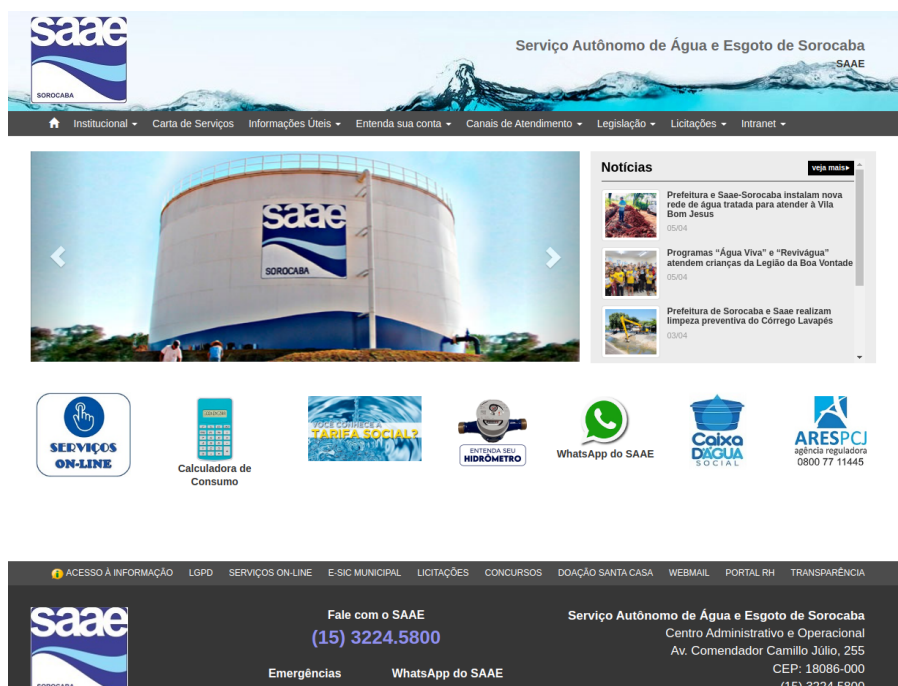 saae
SOROCABA
Serviço Autônomo de Água e Esgoto de Sorocaba
SAAE
Institucional
Carta de Serviços
Informações Úteis
Entenda sua conta
Canais de Atendimento
Legislação
Licitações
Intranet
saae
SOROCABA
Notícias
veja mais
Prefeitura e Saae-Sorocaba instalam nova
rede de água tratada para atender à Vila
Bom Jesus
05/04
Programas “Água Viva” e “Revivágua”
atendem crianças da Legião da Boa Vontade
05/04
Prefeitura de Sorocaba e Saae realizam
limpeza preventiva do Córrego Lavapés
03/04
SERVIÇOS
ON-LINE
Calculadora de
Consumo
VOCÊ CONHECE A
TARIFA SOCIAL?
ENTENDA SEU
HIDRÔMETRO
WhatsApp do SAAE
Caixa
D'ÁGUA
SOCIAL
ARESPCJ
agência reguladora
0800 77 11445
ACESSO À INFORMAÇÃO
LGPD
SERVIÇOS ON-LINE
E-SIC MUNICIPAL
LICITAÇÕES
CONCURSOS
DOAÇÃO SANTA CASA
WEBMAIL
PORTAL RH
TRANSPARÊNCIA
saae
SOROCABA
Fale com o SAAE
(15) 3224.5800
Emergências
WhatsApp do SAAE
Serviço Autônomo de Água e Esgoto de Sorocaba
Centro Administrativo e Operacional
Av. Comendador Camillo Júlio, 255
CEP: 18086-000
(15) 3224.5800